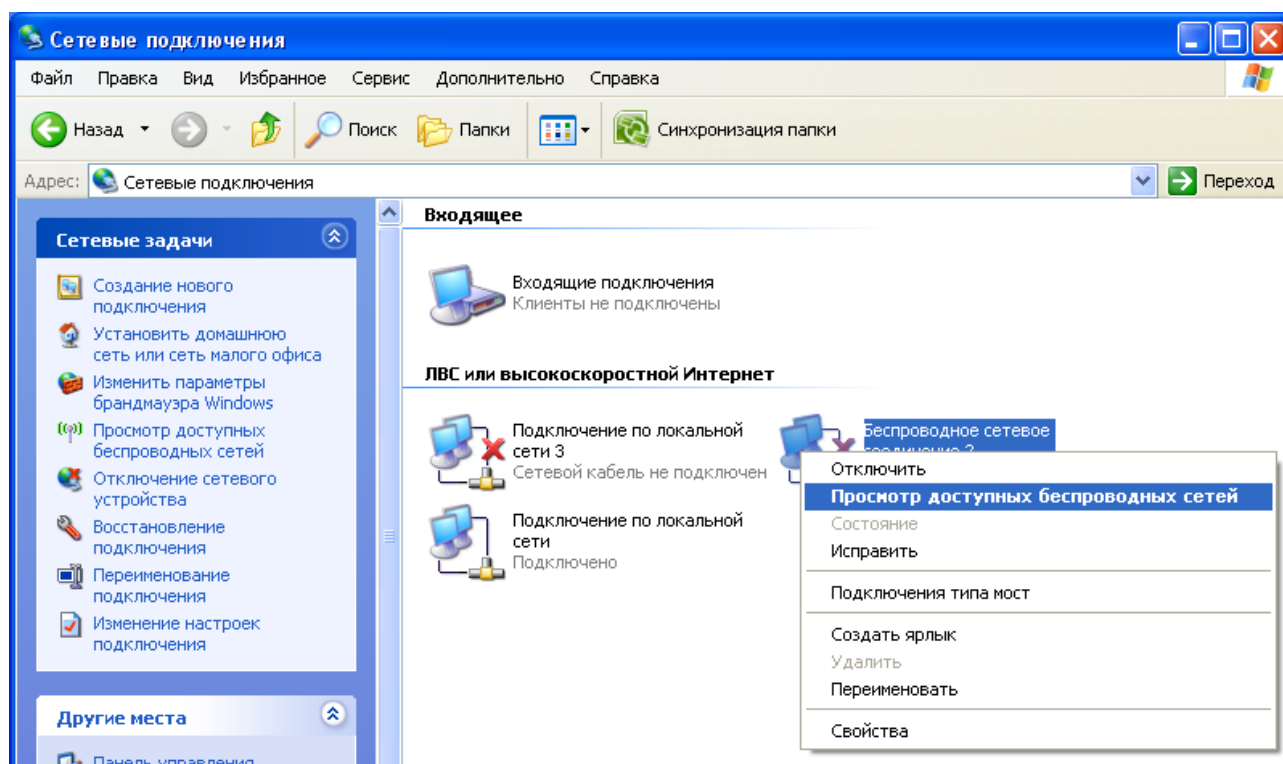 Сетевые подключения
Файл Правка Вид Избранное Сервис Дополнительно Справка
Назад Поиск Папки Синхронизация папки
Адрес: Сетевые подключения Переход
Сетевые задачи
Создание нового
подключения
Установить домашнюю
сеть или сеть малого офиса
Изменить параметры
брандмауэра Windows
Просмотр доступных
беспроводных сетей
Отключение сетевого
устройства
Восстановление
подключения
Переименование
подключения
Изменение настроек
подключения
Другие места
Панель управления
Входящее
Входящие подключения
Клиенты не подключены
ЛВС или высокоскоростной Интернет
Подключение по локальной
сети 3
Сетевой кабель не подключен
Беспроводное сетевое
соединение 2
Подключение по локальной
сети
Подключено
Отключить
Просмотр доступных беспроводных сетей
Состояние
Исправить
Подключения типа мост
Создать ярлык
Удалить
Переименовать
Свойства